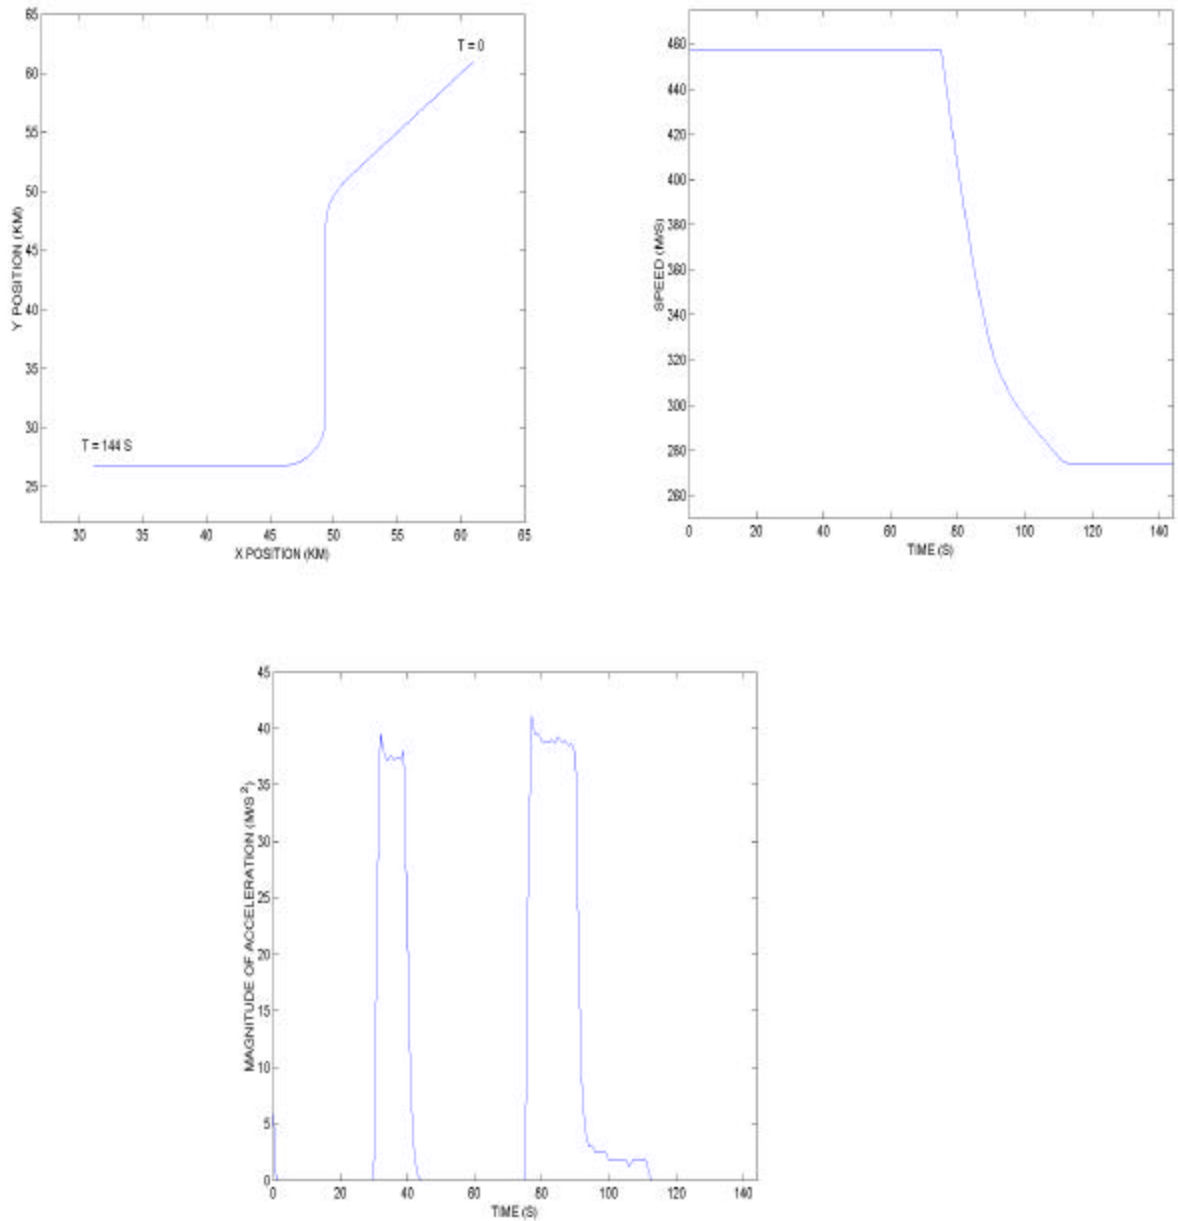 65
60
55
50
45
40
35
30
25
Y POSITION (KM)
T = 0
T = 144 S
30 35 40 45 50 55 60 65
X POSITION (KM)
460
440
420
400
380
360
340
320
300
280
260
SPEED (M/S)
0 20 40 60 80 100 120 140
TIME (S)
45
40
35
30
25
20
15
10
5
0
MAGNITUDE OF ACCELERATION (M/S²)
0 20 40 60 80 100 120 140
TIME (S)